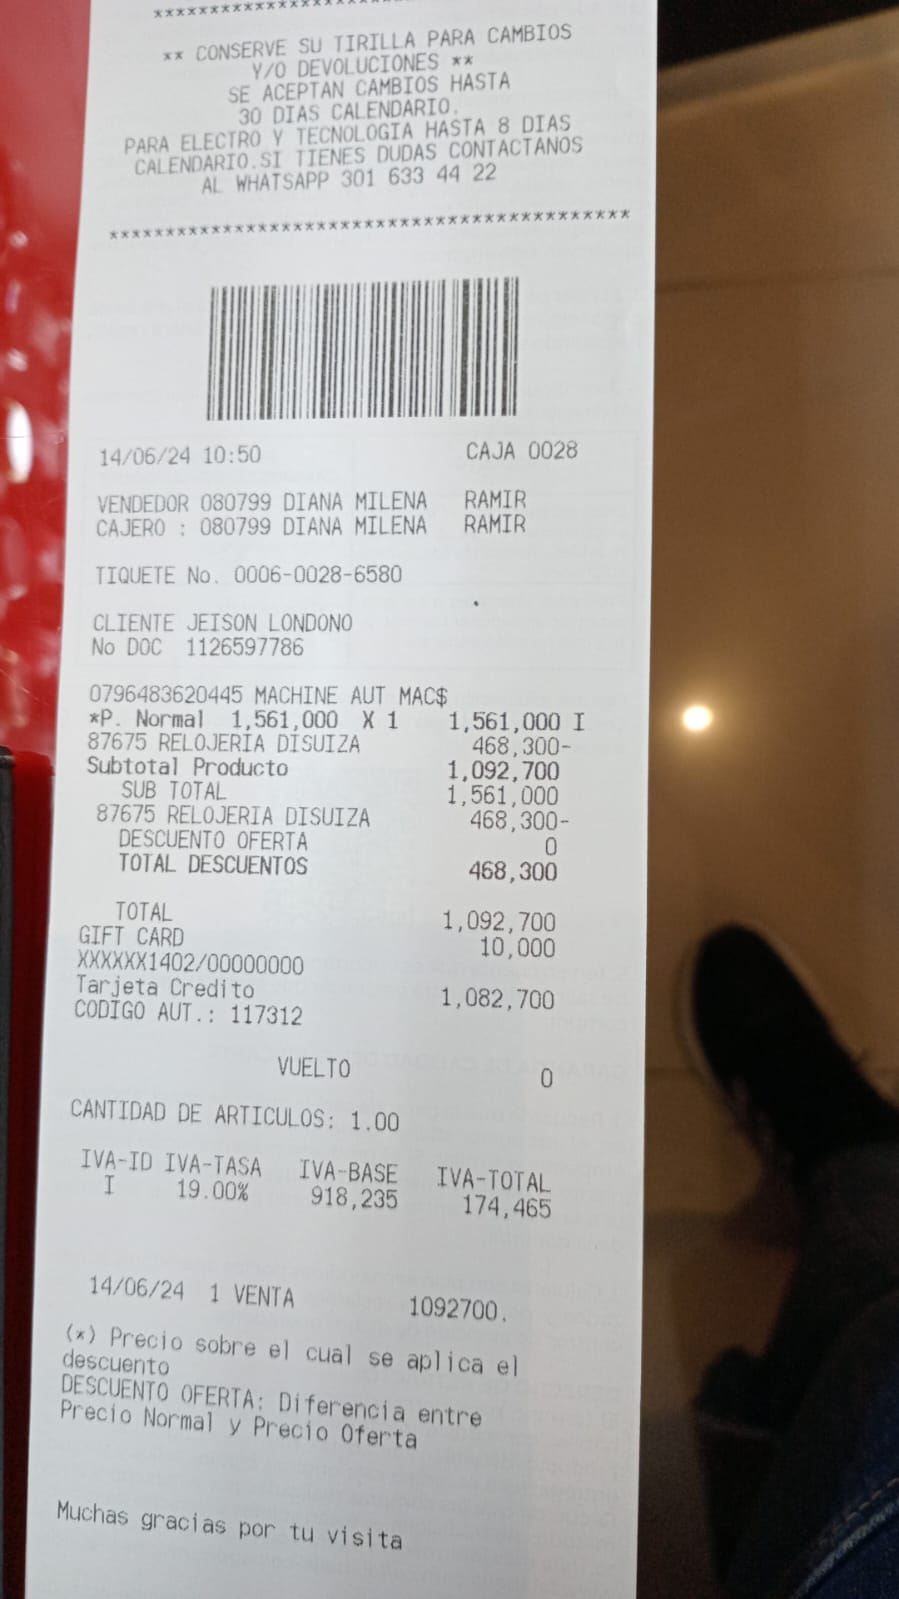 ********************************
** CONSERVE SU TIRILLA PARA CAMBIOS
Y/O DEVOLUCIONES **
SE ACEPTAN CAMBIOS HASTA
30 DIAS CALENDARIO.
PARA ELECTRO Y TECNOLOGIA HASTA 8 DIAS
CALENDARIO.SI TIENES DUDAS CONTACTANOS
AL WHATSAPP 301 633 44 22
**********************************************
14/06/24 10:50 CAJA 0028
VENDEDOR 080799 DIANA MILENA RAMIR
CAJERO : 080799 DIANA MILENA RAMIR
TIQUETE No. 0006-0028-6580
CLIENTE JEISON LONDONO
No DOC 1126597786
0796483620445 MACHINE AUT MAC$
*P. Normal 1,561,000 X 1 1,561,000 I
87675 RELOJERIA DISUIZA 468,300-
Subtotal Producto 1,092,700
SUB TOTAL 1,561,000
87675 RELOJERIA DISUIZA 468,300-
DESCUENTO OFERTA 0
TOTAL DESCUENTOS 468,300
TOTAL 1,092,700
GIFT CARD 10,000
XXXXXX1402/00000000
Tarjeta Credito 1,082,700
CODIGO AUT.: 117312
VUELTO 0
CANTIDAD DE ARTICULOS: 1.00
IVA-ID IVA-TASA IVA-BASE IVA-TOTAL
I 19.00% 918,235 174,465
14/06/24 1 VENTA 1092700.
(*) Precio sobre el cual se aplica el
descuento
DESCUENTO OFERTA: Diferencia entre
Precio Normal y Precio Oferta
Muchas gracias por tu visita